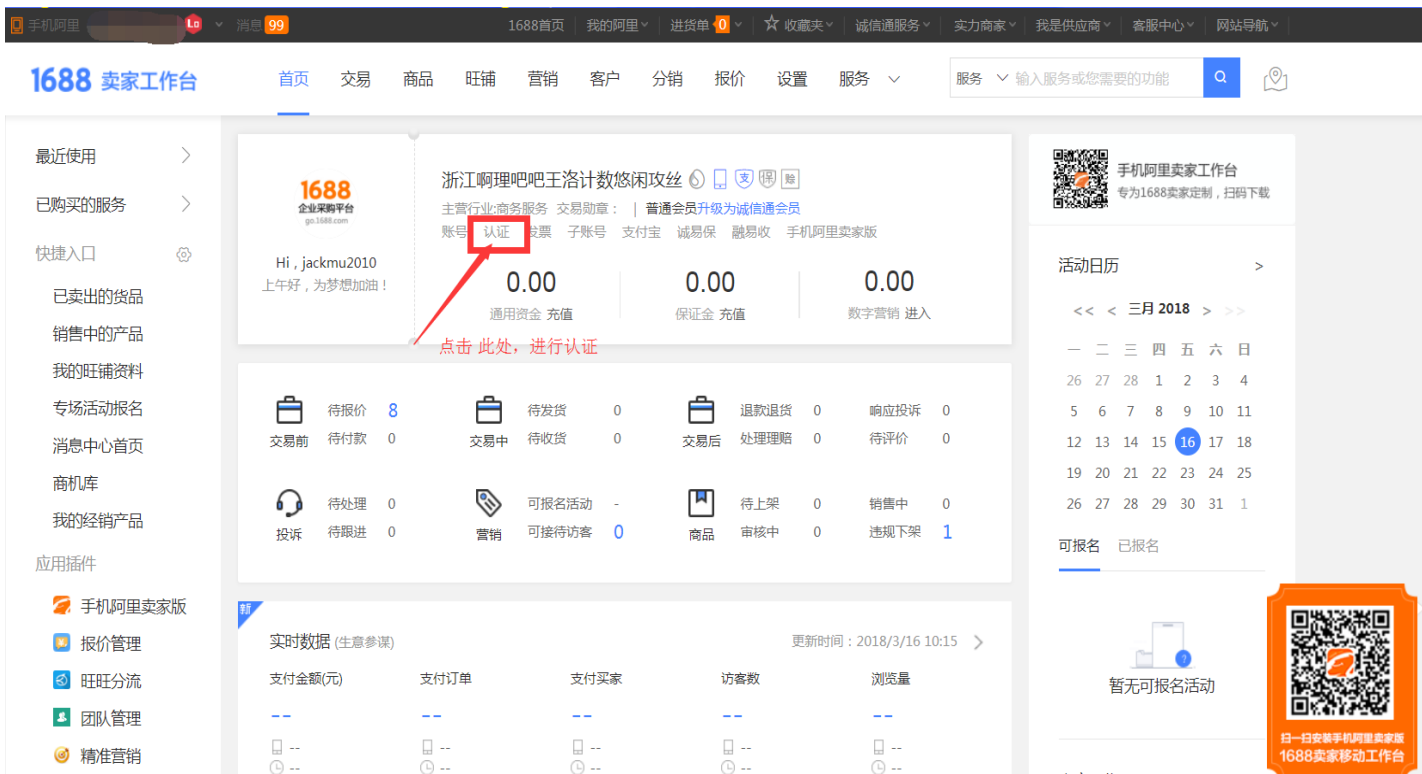 手机阿里 Lo 消息 99 1688首页 我的阿里 进货单 0 收藏夹 诚信通服务 实力商家 我是供应商 客服中心 网站导航
1688 卖家工作台 首页 交易 商品 旺铺 营销 客户 分销 报价 设置 服务 服务 输入服务或您需要的功能
最近使用
已购买的服务
快捷入口
已卖出的货品
销售中的产品
我的旺铺资料
专场活动报名
消息中心首页
商机库
我的经销产品
应用插件
手机阿里卖家版
报价管理
旺旺分流
团队管理
精准营销
1688
企业采购平台
go.1688.com
Hi , jackmu2010
上午好 , 为梦想加油 !
浙江啊理吧吧王洛计数悠闲攻丝 支 保 赊
主营行业:商务服务 交易勋章 : | 普通会员升级为诚信通会员
账号 认证 发票 子账号 支付宝 诚易保 融易收 手机阿里卖家版
0.00 0.00 0.00
通用资金 充值 保证金 充值 数字营销 进入
点击 此处，进行认证
待报价 8 待发货 0 退款退货 0 响应投诉 0
交易前 待付款 0 交易中 待收货 0 交易后 处理理赔 0 待评价 0
待处理 0 可报名活动 - 待上架 0 销售中 0
投诉 待跟进 0 营销 可接待访客 0 商品 审核中 0 违规下架 1
新
实时数据 (生意参谋) 更新时间 : 2018/3/16 10:15 >
支付金额(元) 支付订单 支付买家 访客数 浏览量
-- -- -- -- --
-- -- -- -- --
-- -- -- -- --
手机阿里卖家工作台
专为1688卖家定制 , 扫码下载
活动日历 >
<< < 三月 2018 > >>
一 二 三 四 五 六 日
26 27 28 1 2 3 4
5 6 7 8 9 10 11
12 13 14 15 16 17 18
19 20 21 22 23 24 25
26 27 28 29 30 31 1
可报名 已报名
?
暂无可报名活动
扫一扫安装手机阿里卖家版
1688卖家移动工作台